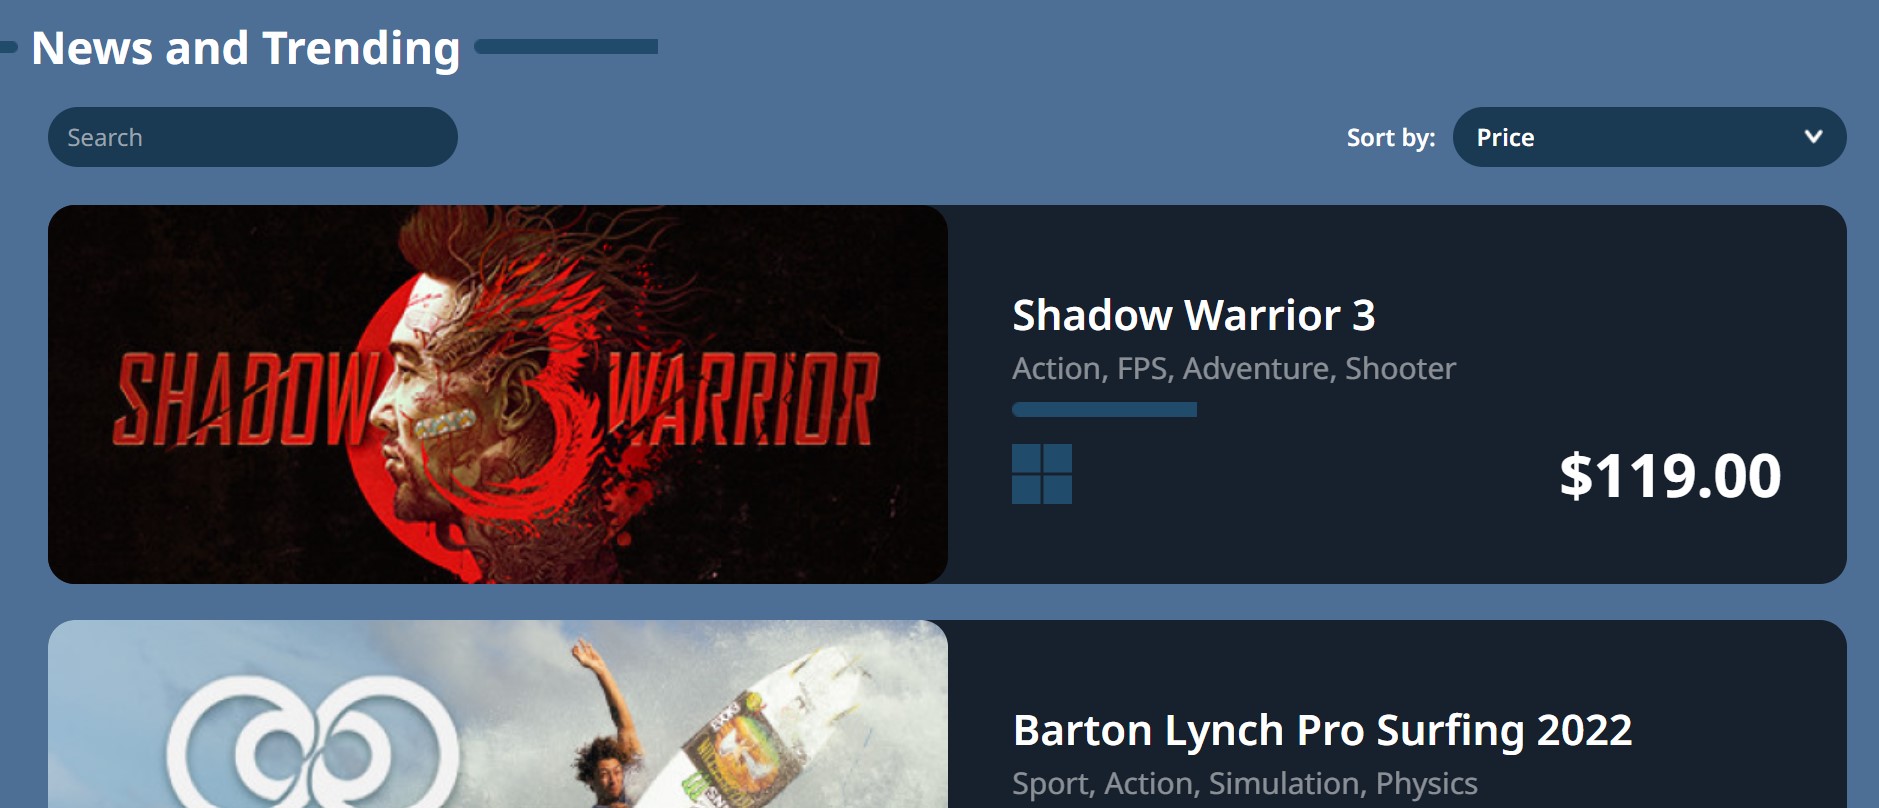 News and Trending
Search
Sort by: Price
SHADOW WARRIOR
Shadow Warrior 3
Action, FPS, Adventure, Shooter
$119.00
Barton Lynch Pro Surfing 2022
Sport, Action, Simulation, Physics